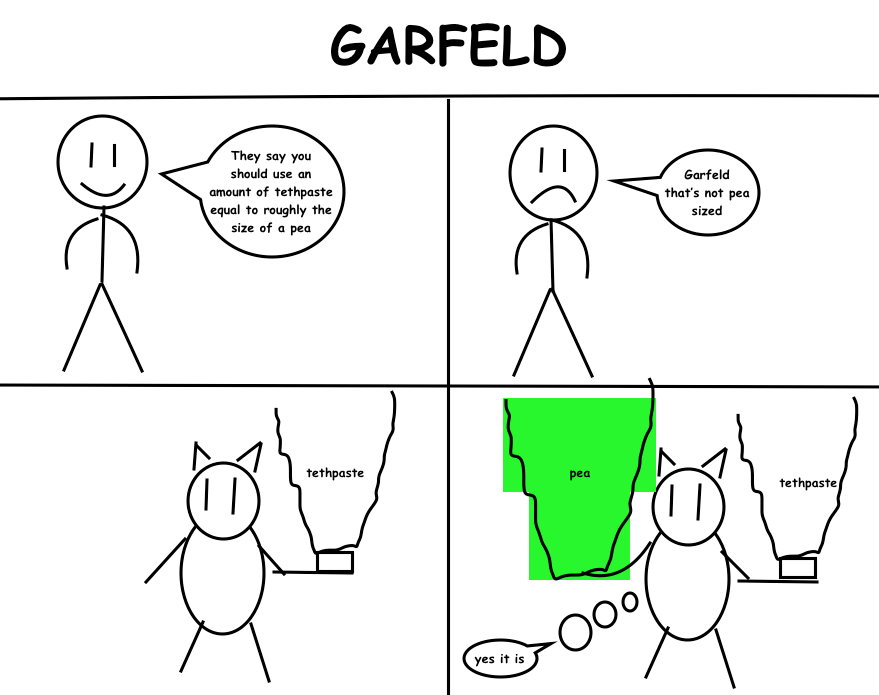 GARFELD
They say you
should use an
amount of tethpaste
equal to roughly the
size of a pea
Garfeld
that's not pea
sized
tethpaste
pea
tethpaste
yes it is